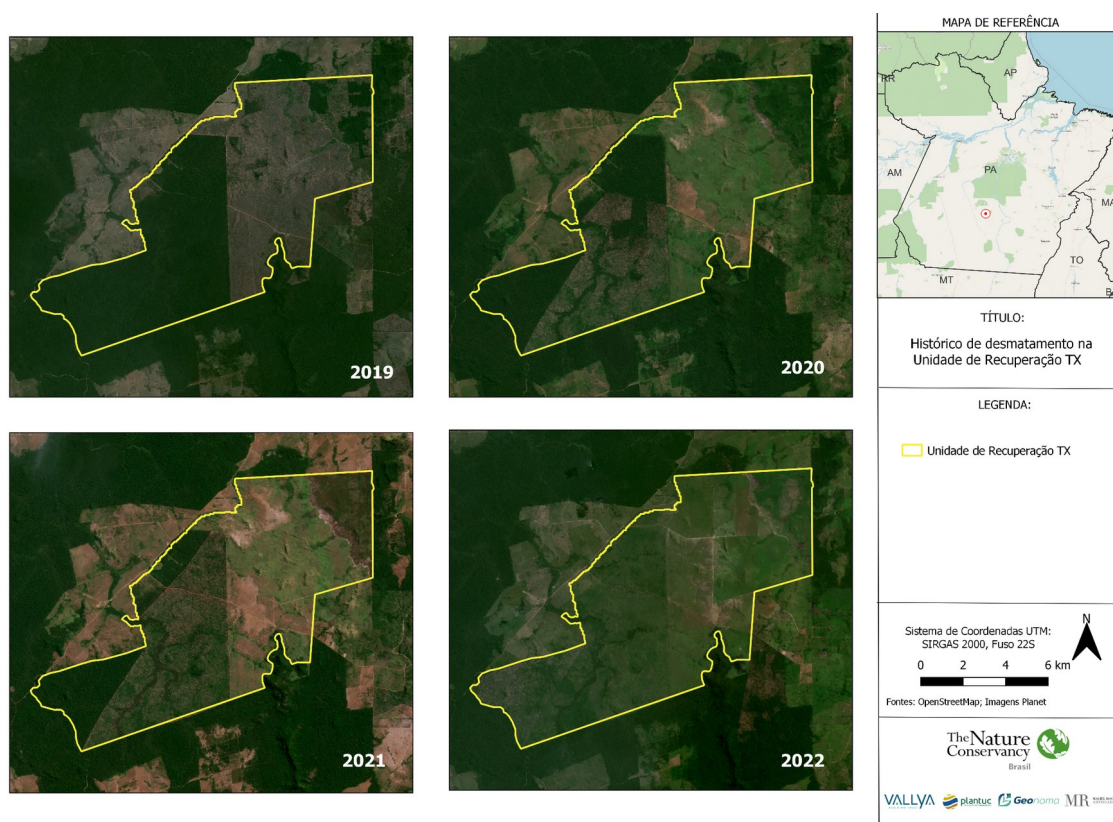 2019
2020
2021
2022
MAPA DE REFERÊNCIA
RR
AP
AM
PA
MA
TO
MT
TÍTULO:
Histórico de desmatamento na
Unidade de Recuperação TX
LEGENDA:
Unidade de Recuperação TX
N
Sistema de Coordenadas UTM:
SIRGAS 2000, Fuso 22S
0 2 4 6 km
Fontes: OpenStreetMap; Imagens Planet
The Nature
Conservancy
Brasil
VALLYA
plantuc
Geonoma
MR